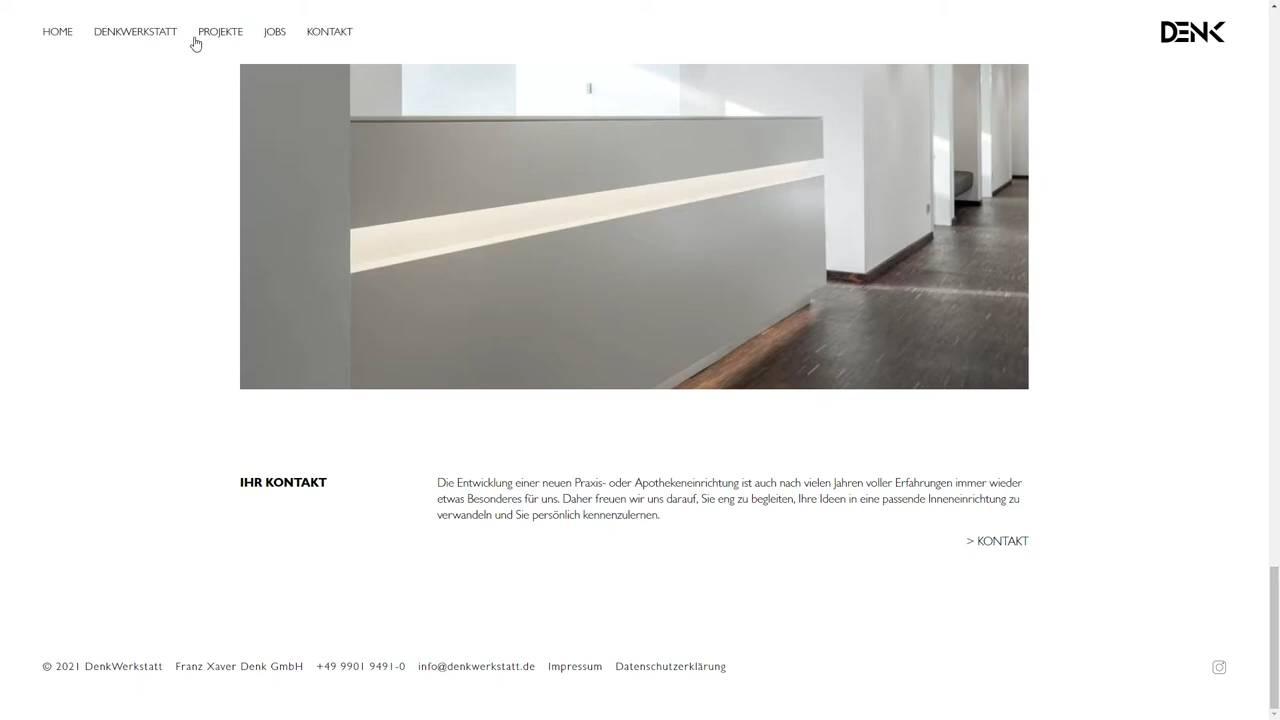 HOME DENKWERKSTATT PROJEKTE JOBS KONTAKT DENK
IHR KONTAKT
Die Entwicklung einer neuen Praxis- oder Apothekeneinrichtung ist auch nach vielen Jahren voller Erfahrungen immer wieder
etwas Besonderes für uns. Daher freuen wir uns darauf, Sie eng zu begleiten, Ihre Ideen in eine passende Inneneinrichtung zu
verwandeln und Sie persönlich kennenzulernen.
> KONTAKT
© 2021 DenkWerkstatt Franz Xaver Denk GmbH +49 9901 9491-0 info@denkwerkstatt.de Impressum Datenschutzerklärung